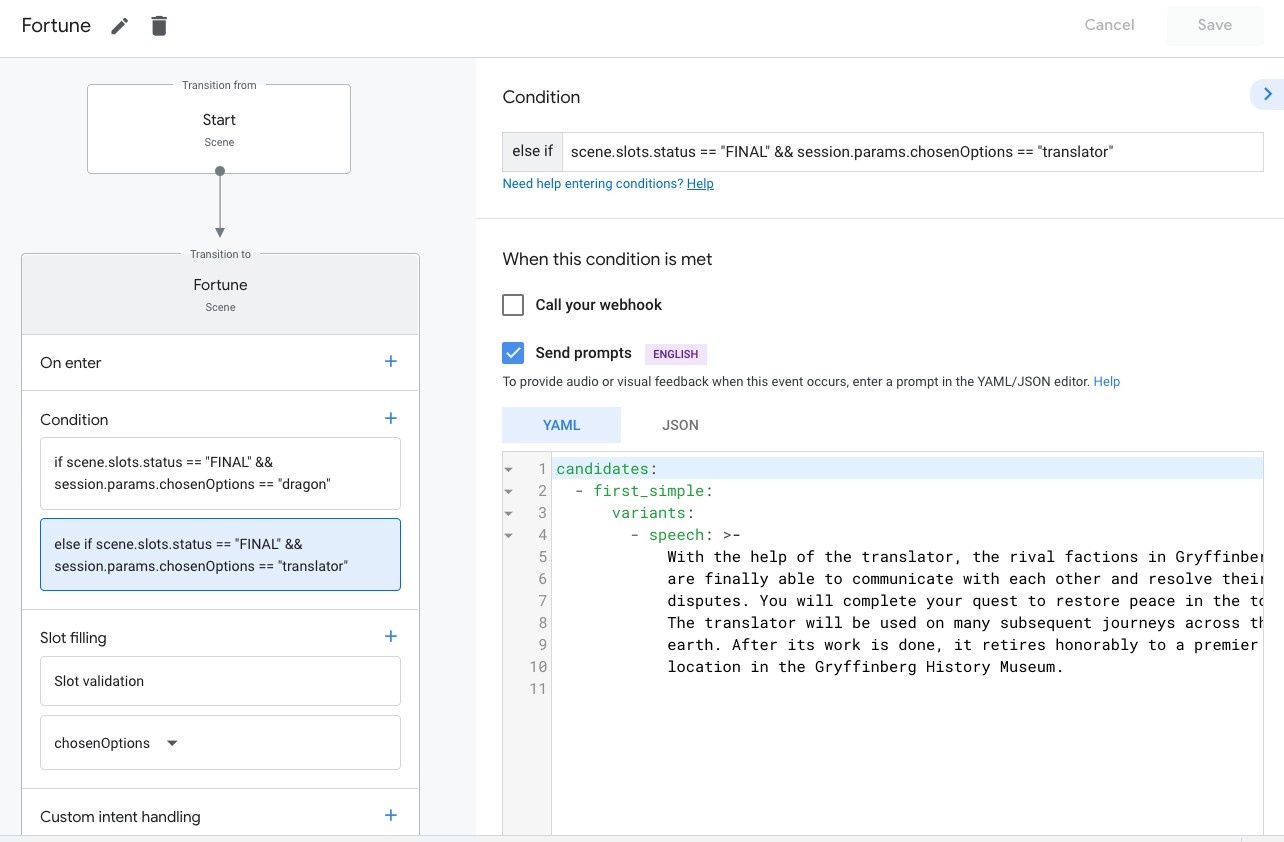 Fortune
Cancel
Save
Transition from
Start
Scene
Transition to
Fortune
Scene
On enter
+
Condition
+
if scene.slots.status == "FINAL" &&
session.params.chosenOptions == "dragon"
else if scene.slots.status == "FINAL" &&
session.params.chosenOptions == "translator"
Slot filling
+
Slot validation
chosenOptions
Custom intent handling
+
Condition
else if scene.slots.status == "FINAL" && session.params.chosenOptions == "translator"
Need help entering conditions? Help
When this condition is met
Call your webhook
Send prompts ENGLISH
To provide audio or visual feedback when this event occurs, enter a prompt in the YAML/JSON editor. Help
YAML JSON
1 candidates:
2 - first_simple:
3 variants:
4 - speech: >-
5 With the help of the translator, the rival factions in Gryffinber
6 are finally able to communicate with each other and resolve their
7 disputes. You will complete your quest to restore peace in the to
8 The translator will be used on many subsequent journeys across th
9 earth. After its work is done, it retires honorably to a premier
10 location in the Gryffinberg History Museum.
11